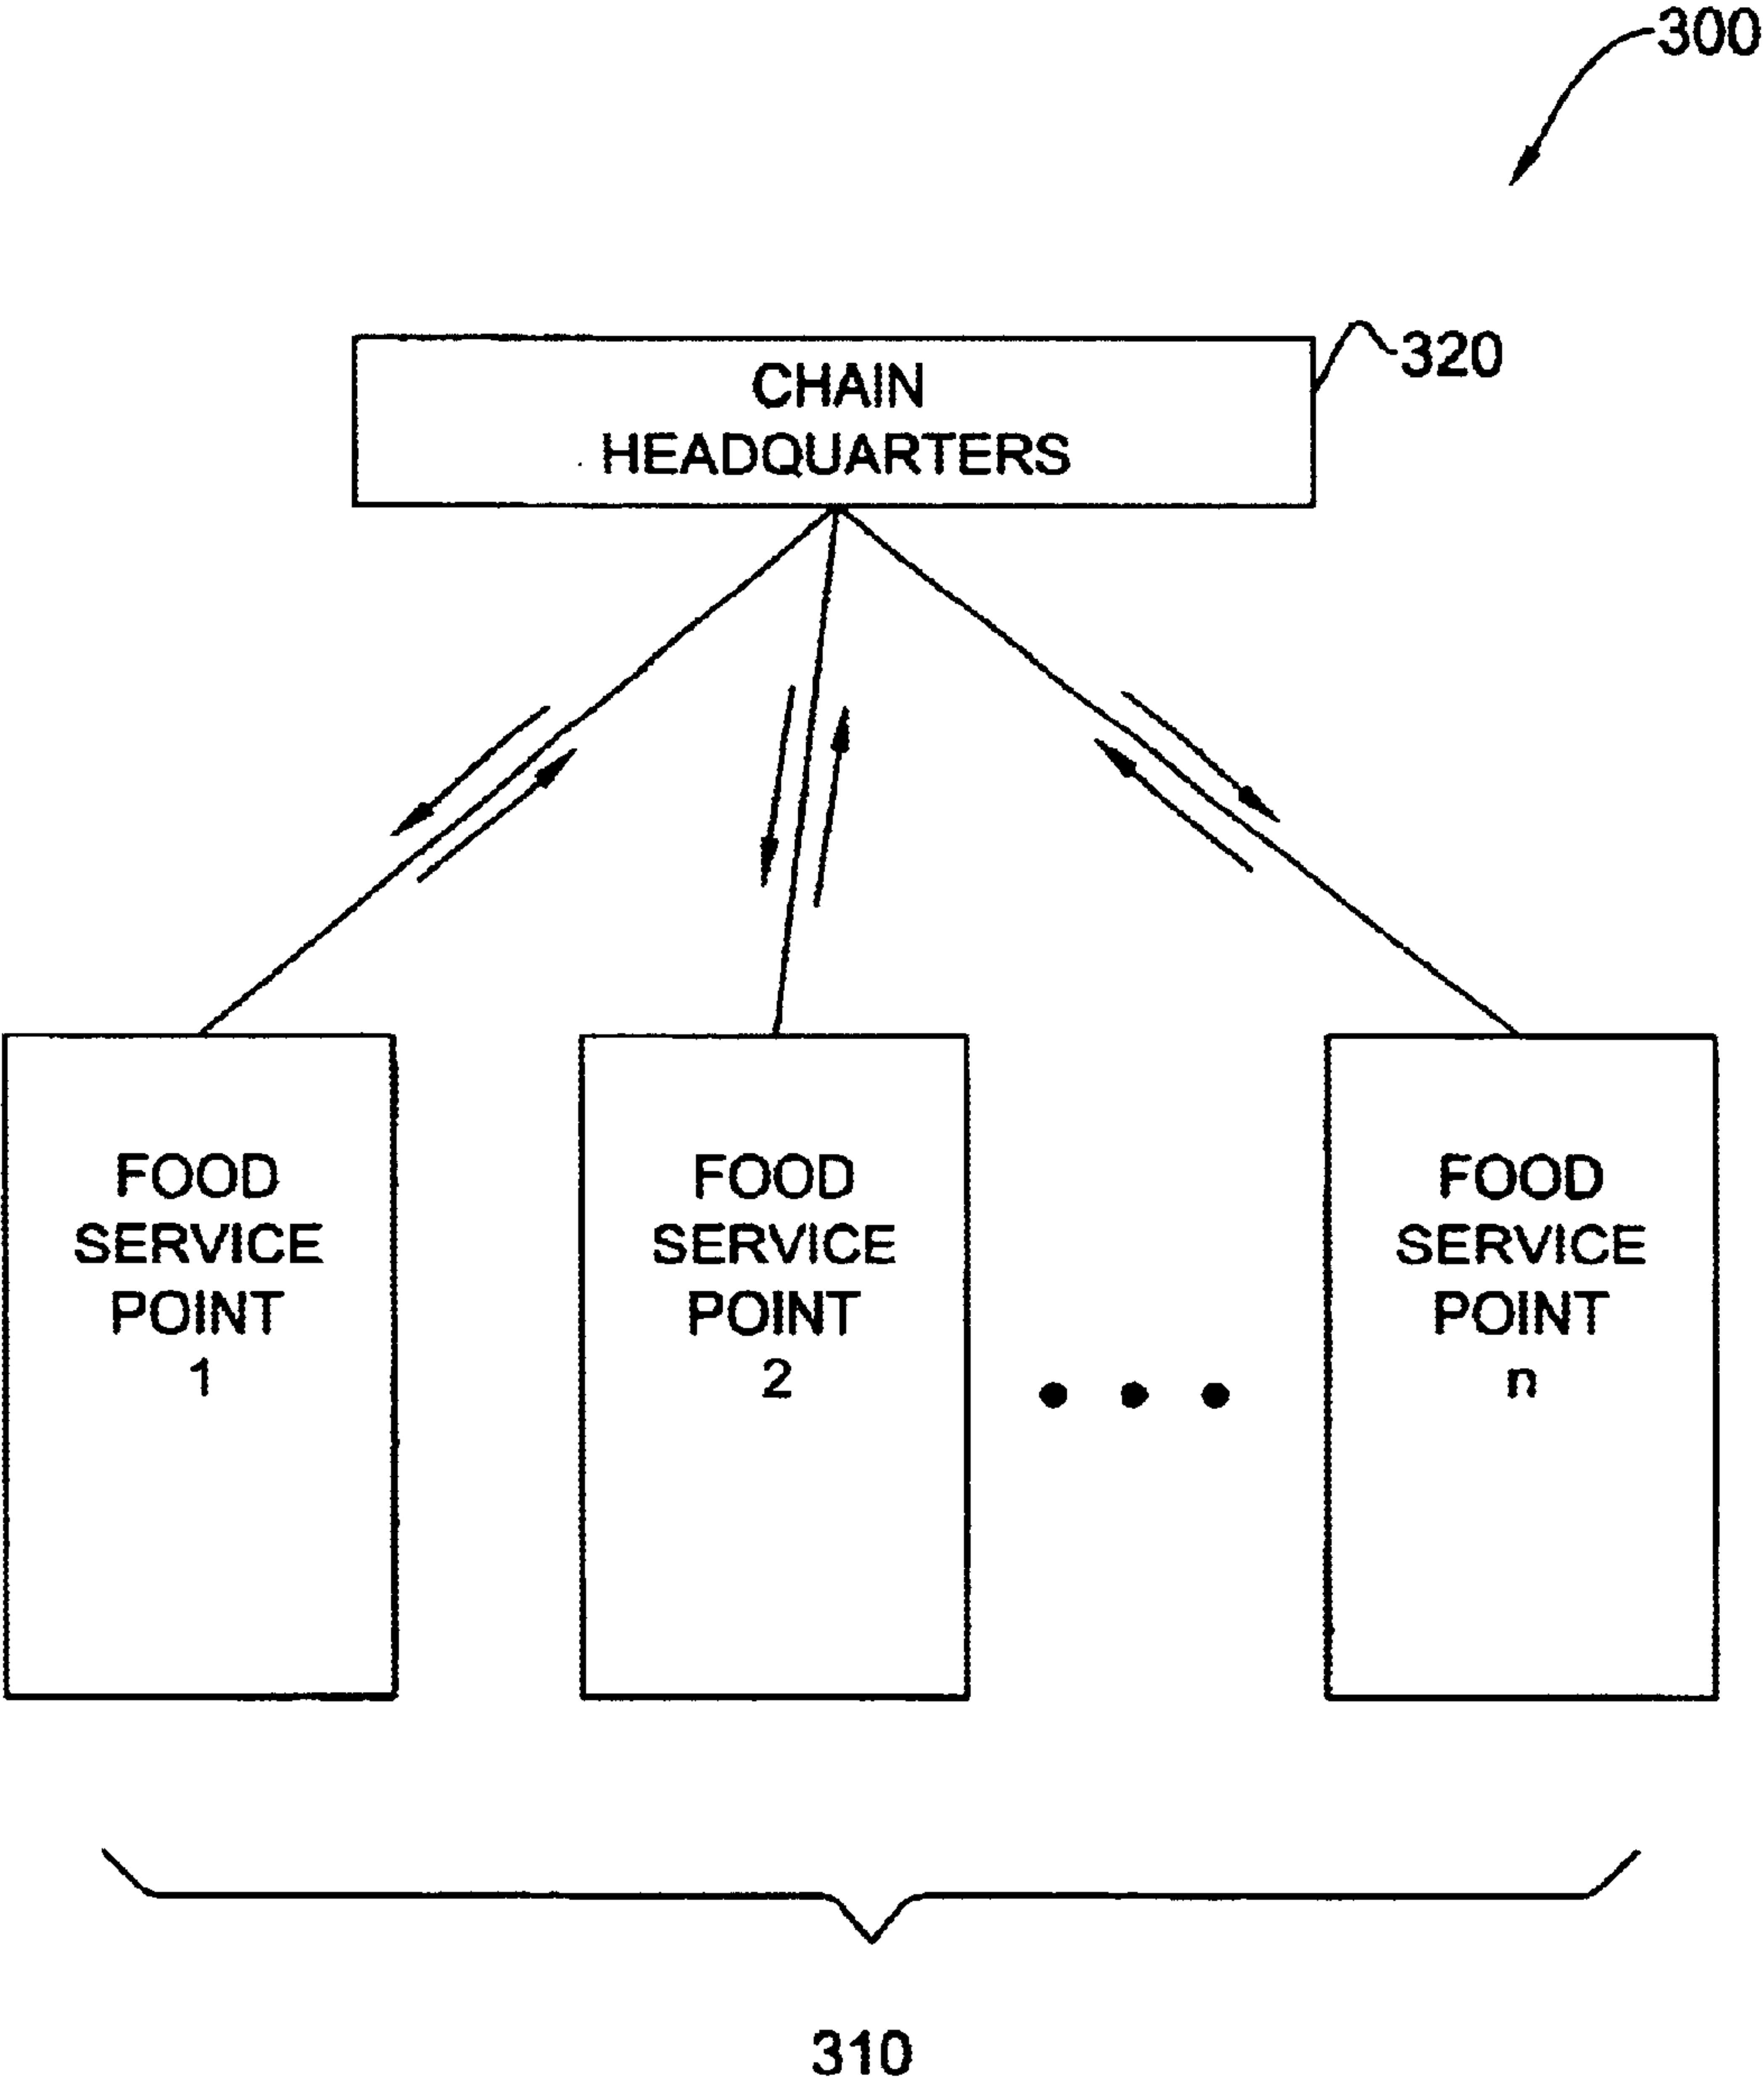 300
320
CHAIN
HEADQUARTERS
FOOD
SERVICE
POINT
1
FOOD
SERVICE
POINT
2
FOOD
SERVICE
POINT
n
310